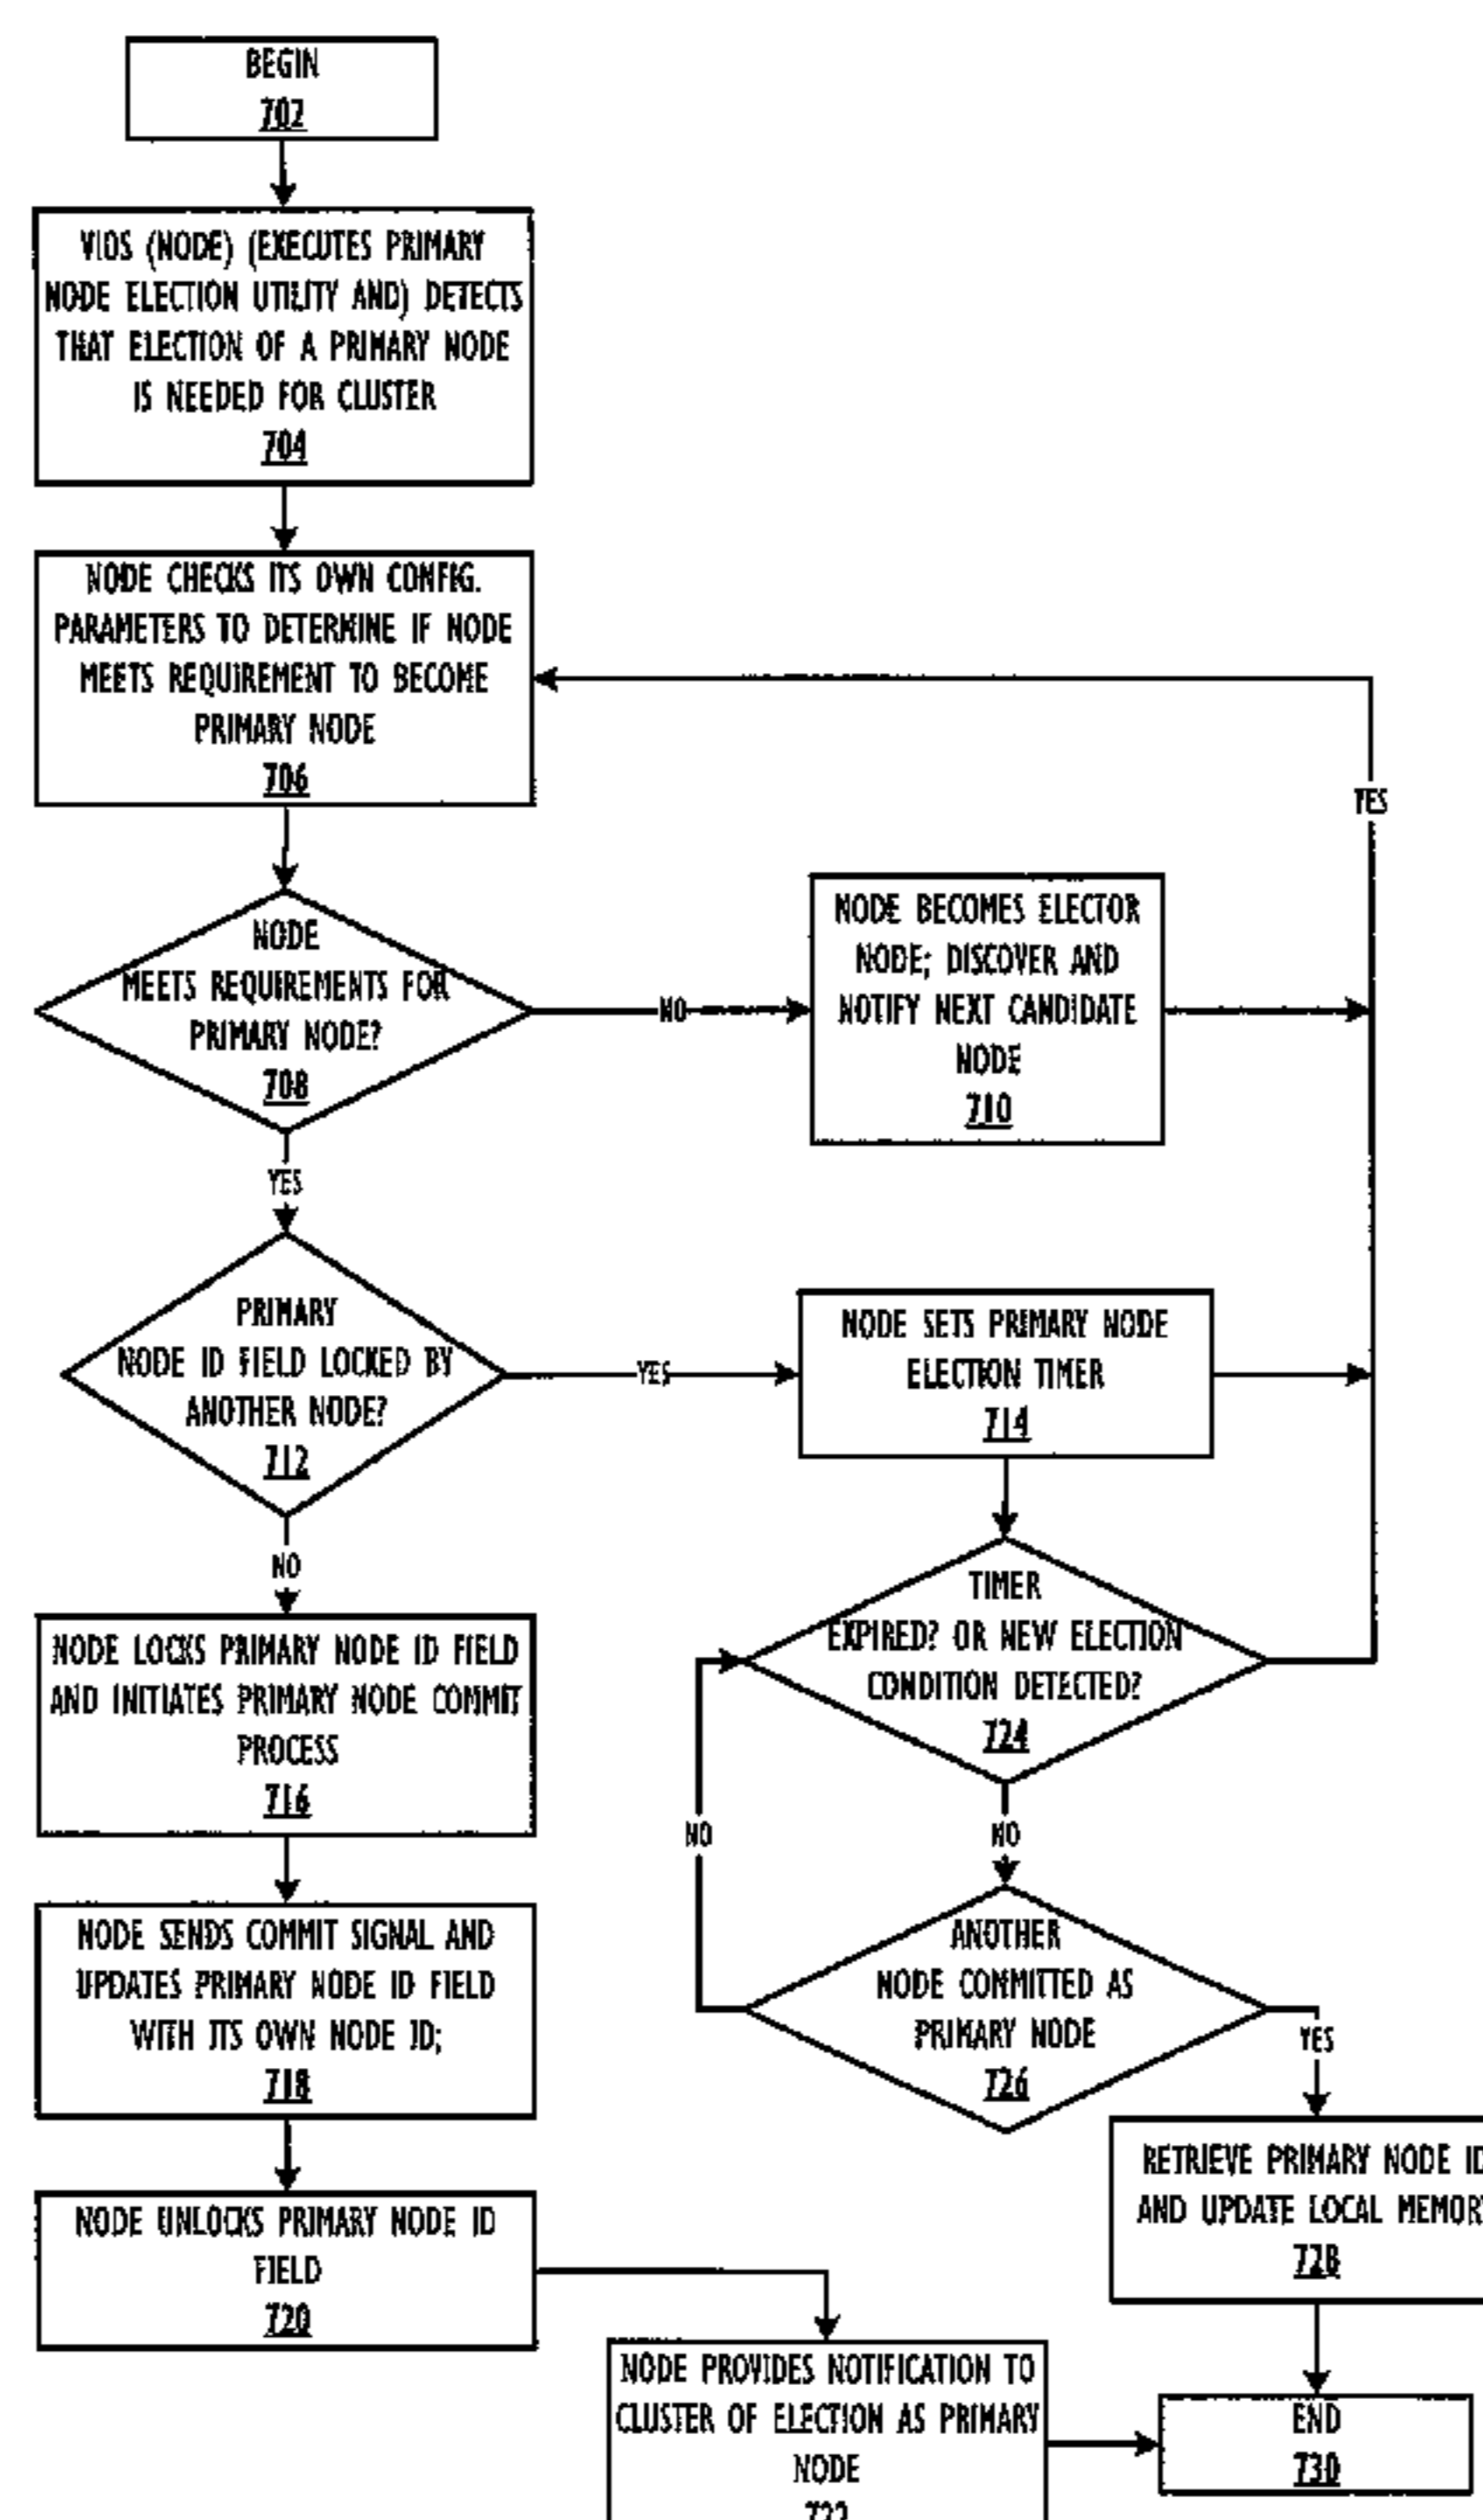 BEGIN
702
VIOS (NODE) (EXECUTES PRIMARY
NODE ELECTION UTILITY AND) DETECTS
THAT ELECTION OF A PRIMARY NODE
IS NEEDED FOR CLUSTER
704
NODE CHECKS ITS OWN CONFIG.
PARAMETERS TO DETERMINE IF NODE
MEETS REQUIREMENT TO BECOME
PRIMARY NODE
706
YES
NODE
MEETS REQUIREMENTS FOR
PRIMARY NODE?
708
NO
NODE BECOMES ELECTOR
NODE; DISCOVER AND
NOTIFY NEXT CANDIDATE
NODE
710
YES
PRIMARY
NODE ID FIELD LOCKED BY
ANOTHER NODE?
712
YES
NODE SETS PRIMARY NODE
ELECTION TIMER
714
NO
TIMER
EXPIRED? OR NEW ELECTION
CONDITION DETECTED?
724
NODE LOCKS PRIMARY NODE ID FIELD
AND INITIATES PRIMARY NODE COMMIT
PROCESS
716
NO
NO
NODE SENDS COMMIT SIGNAL AND
UPDATES PRIMARY NODE ID FIELD
WITH ITS OWN NODE ID;
718
ANOTHER
NODE COMMITTED AS
PRIMARY NODE
726
YES
RETRIEVE PRIMARY NODE ID
AND UPDATE LOCAL MEMORY
728
NODE UNLOCKS PRIMARY NODE ID
FIELD
720
NODE PROVIDES NOTIFICATION TO
CLUSTER OF ELECTION AS PRIMARY
NODE
722
END
730